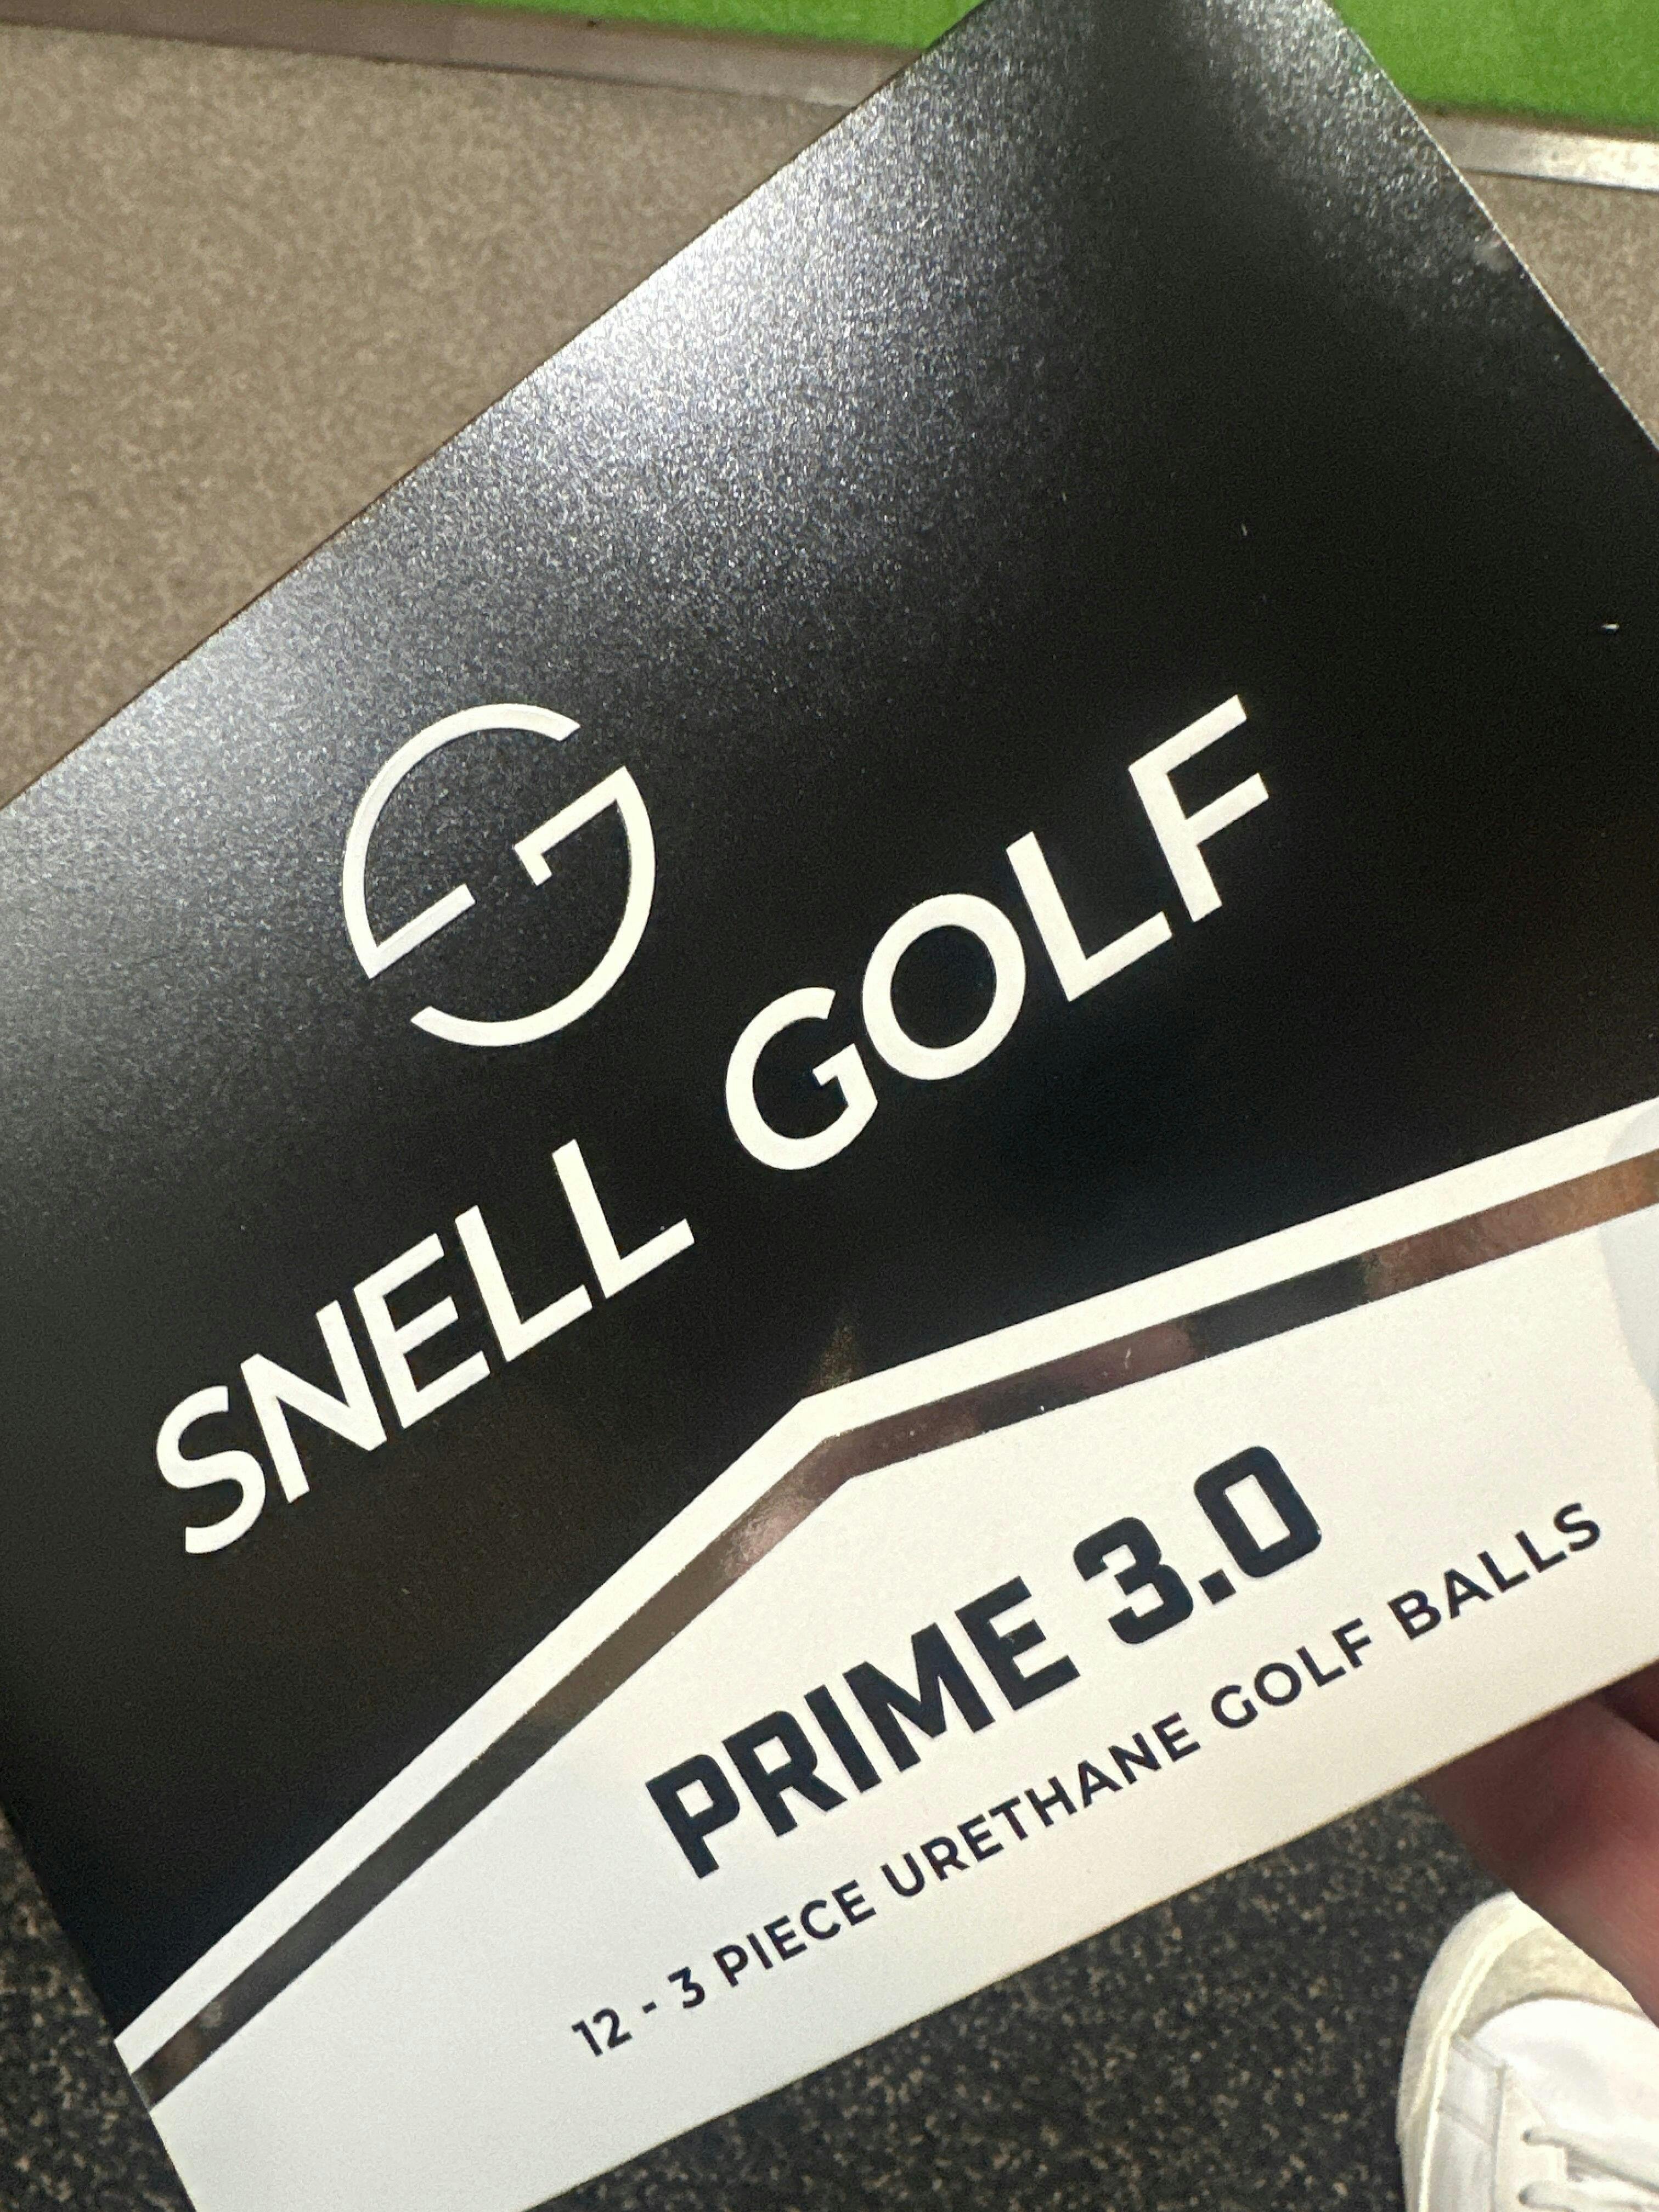 SNELL GOLF
PRIME 3.0
12 - 3 PIECE URETHANE GOLF BALLS